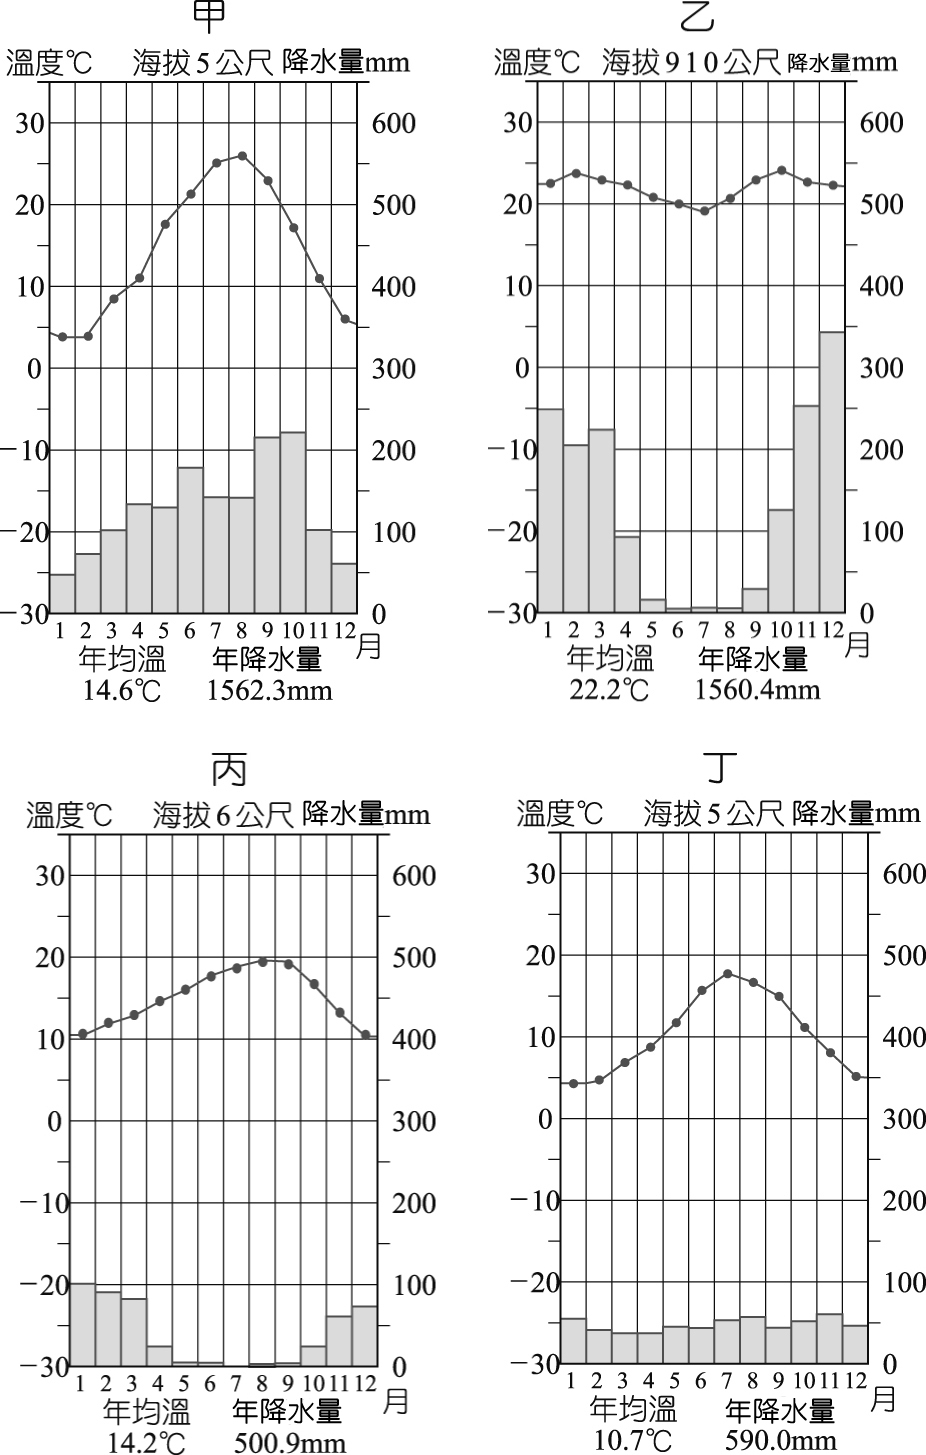 甲
溫度℃ 海拔5公尺 降水量mm
30 600
20 500
10 400
0 300
−10 200
−20 100
−30 0
1 2 3 4 5 6 7 8 9 10 11 12 月
年均溫 年降水量
14.6℃ 1562.3mm
乙
溫度℃ 海拔910公尺 降水量mm
30 600
20 500
10 400
0 300
−10 200
−20 100
−30 0
1 2 3 4 5 6 7 8 9 10 11 12 月
年均溫 年降水量
22.2℃ 1560.4mm
丙
溫度℃ 海拔6公尺 降水量mm
30 600
20 500
10 400
0 300
−10 200
−20 100
−30 0
1 2 3 4 5 6 7 8 9 10 11 12 月
年均溫 年降水量
14.2℃ 500.9mm
丁
溫度℃ 海拔5公尺 降水量mm
30 600
20 500
10 400
0 300
−10 200
−20 100
−30 0
1 2 3 4 5 6 7 8 9 10 11 12 月
年均溫 年降水量
10.7℃ 590.0mm